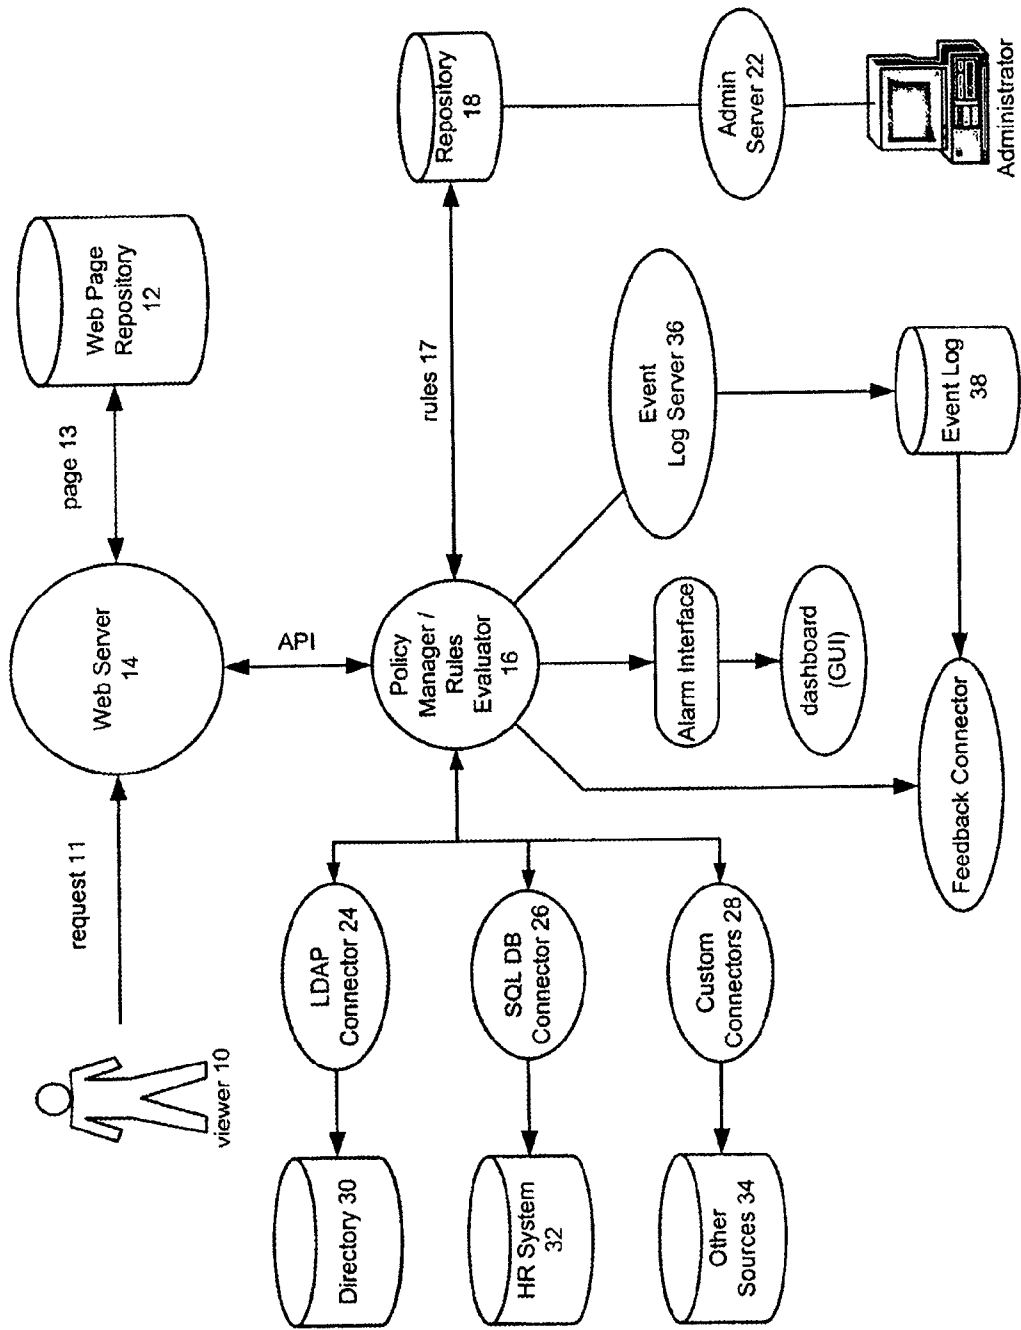 viewer 10
request 11
Web Server
14
page 13
Web Page
Repository
12
API
Policy
Manager /
Rules
Evaluator
16
rules 17
Repository
18
Admin
Server 22
Administrator
LDAP
Connector 24
Directory 30
SQL DB
Connector 26
HR System
32
Custom
Connectors 28
Other
Sources 34
Alarm Interface
dashboard
(GUI)
Event
Log Server 36
Event Log
38
Feedback Connector